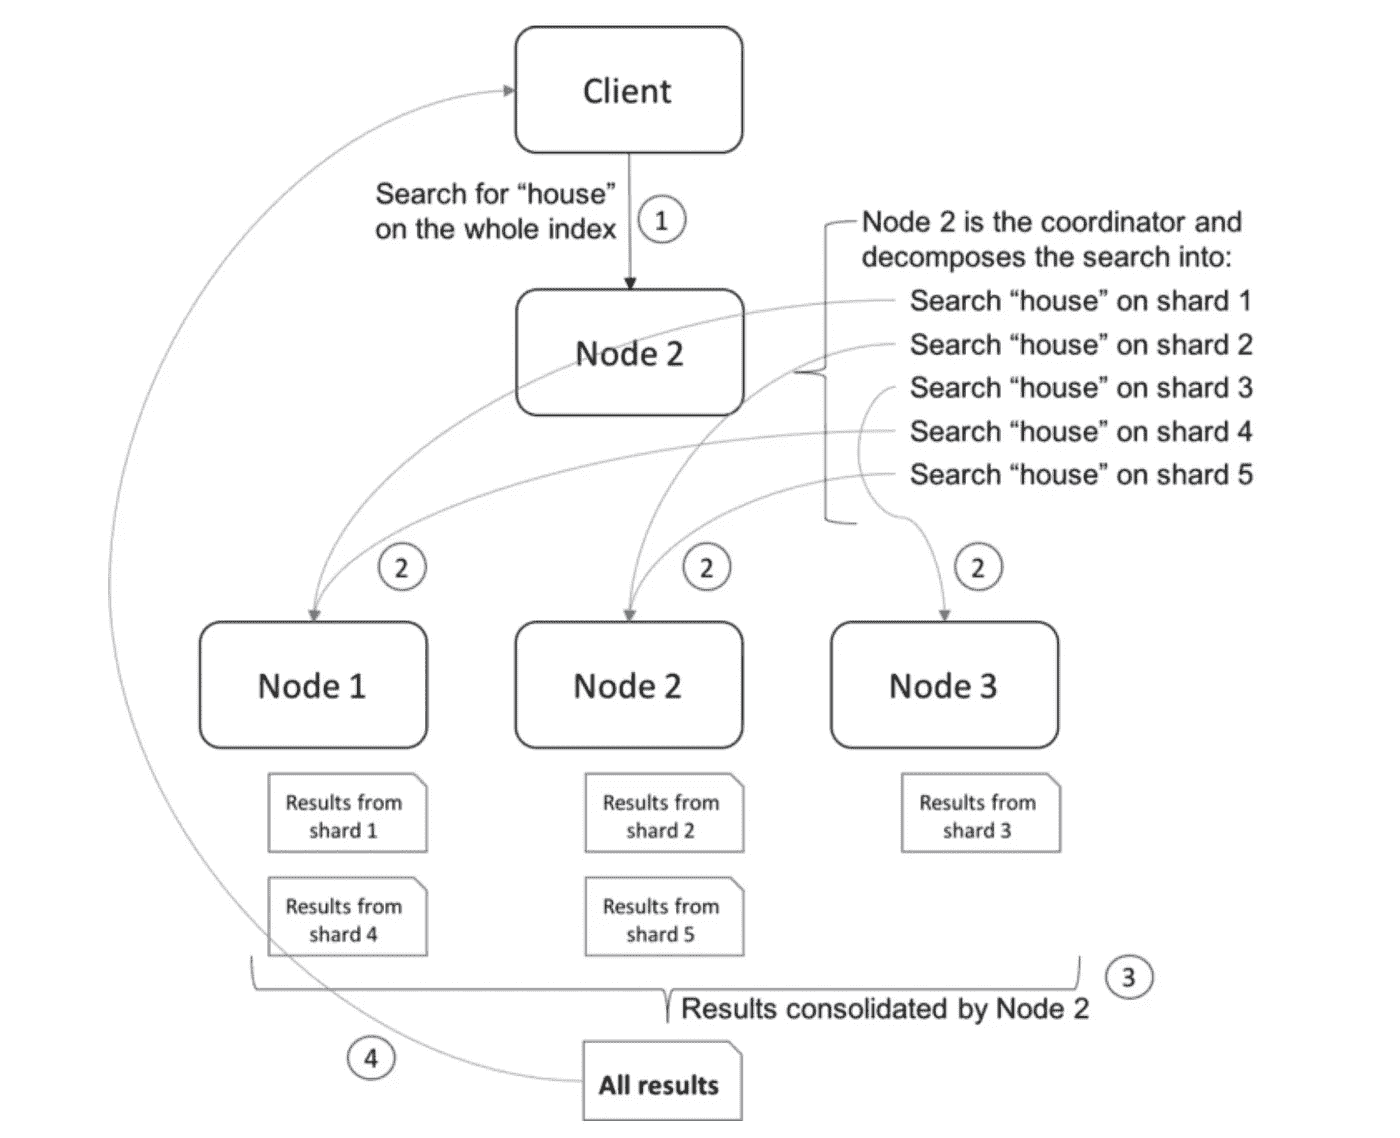 Client
Search for “house”
on the whole index
1
Node 2 is the coordinator and
decomposes the search into:
Search “house” on shard 1
Search “house” on shard 2
Search “house” on shard 3
Search “house” on shard 4
Search “house” on shard 5
Node 2
2
2
2
Node 1
Node 2
Node 3
Results from
shard 1
Results from
shard 2
Results from
shard 3
Results from
shard 4
Results from
shard 5
3
Results consolidated by Node 2
4
All results